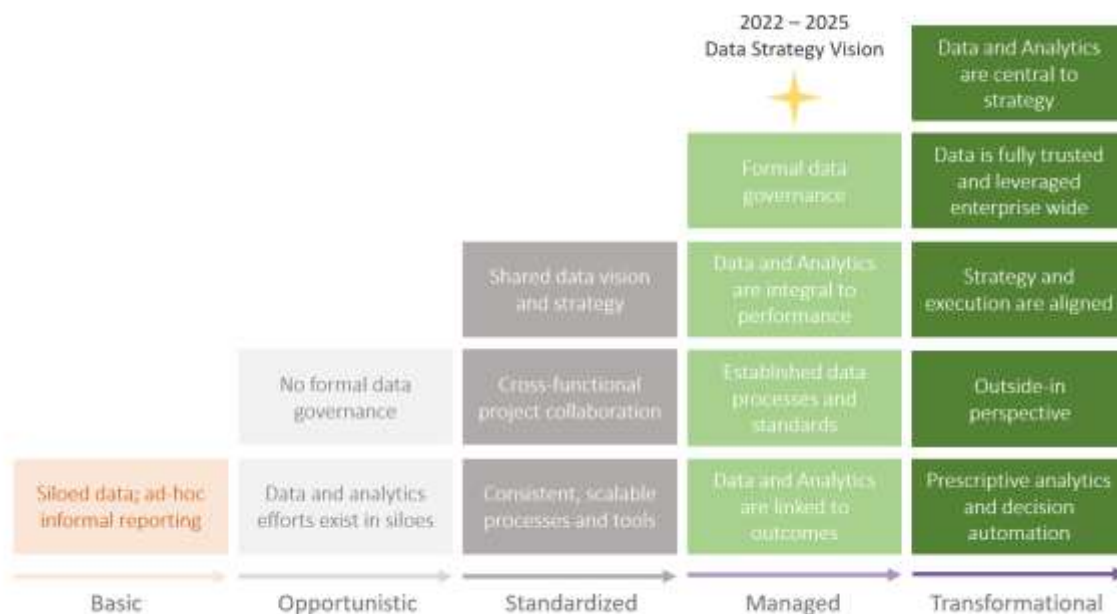 2022 – 2025
Data Strategy Vision
Data and Analytics
are central to
strategy
Formal data
governance
Data is fully trusted
and leveraged
enterprise wide
Shared data vision
and strategy
Data and Analytics
are integral to
performance
Strategy and
execution are aligned
No formal data
governance
Cross-functional
project collaboration
Established data
processes and
standards
Outside-in
perspective
Siloed data; ad-hoc
informal reporting
Data and analytics
efforts exist in siloes
Consistent, scalable
processes and tools
Data and Analytics
are linked to
outcomes
Prescriptive analytics
and decision
automation
Basic
Opportunistic
Standardized
Managed
Transformational